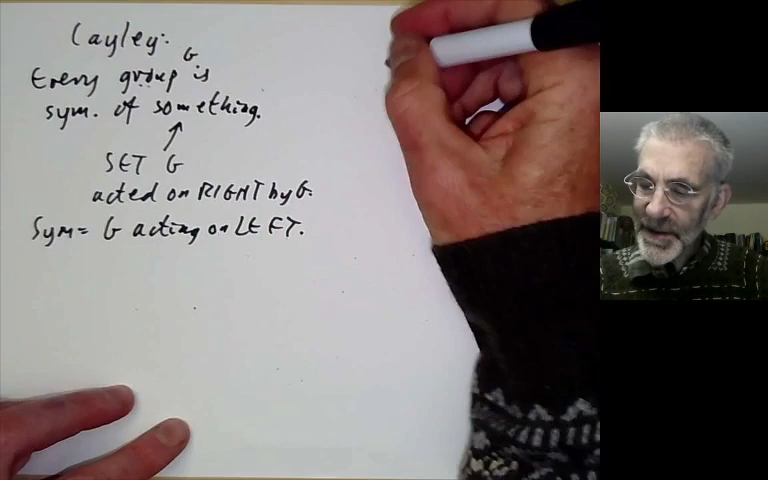 Cayley:
Every group G is
sym. of something.
SET G
acted on RIGHT by G.
Sym = G acting on LEFT.